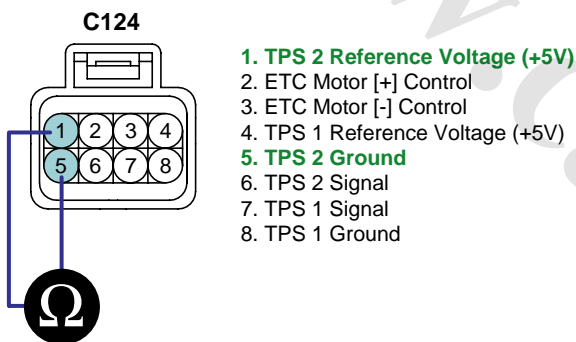 C124
1 2 3 4
5 6 7 8
Ω
1. TPS 2 Reference Voltage (+5V)
2. ETC Motor [+] Control
3. ETC Motor [-] Control
4. TPS 1 Reference Voltage (+5V)
5. TPS 2 Ground
6. TPS 2 Signal
7. TPS 1 Signal
8. TPS 1 Ground